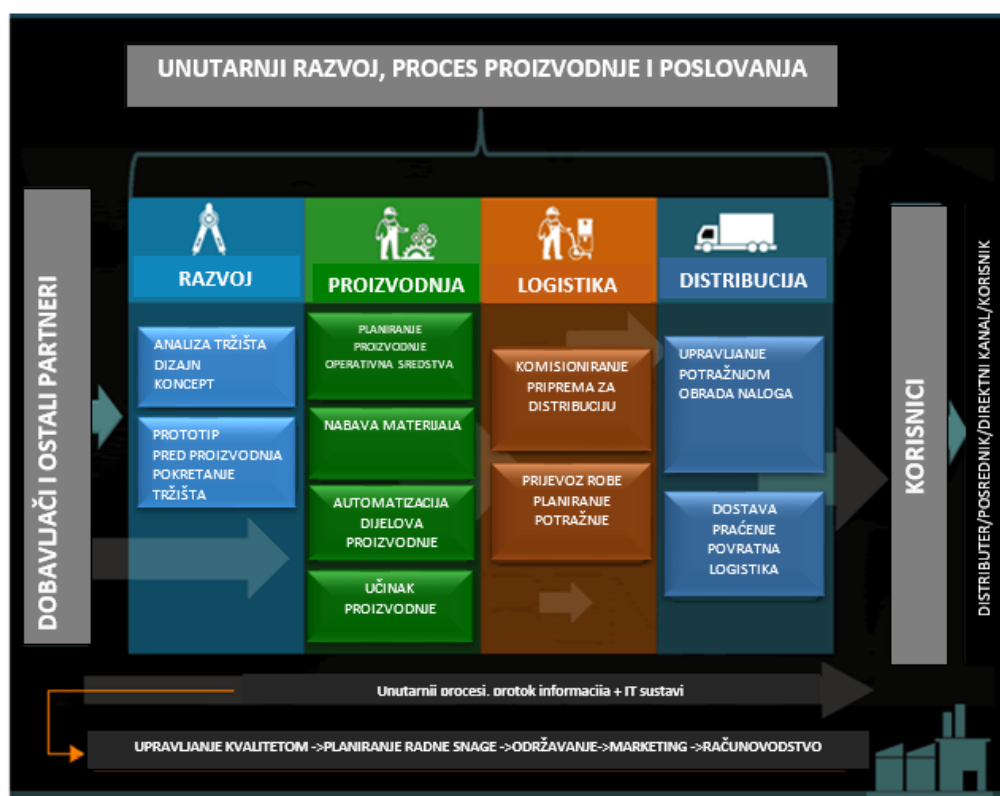 UNUTARNJI RAZVOJ, PROCES PROIZVODNJE I POSLOVANJA
DOBAVLJAČI I OSTALI PARTNERI
RAZVOJ
ANALIZA TRŽIŠTA
DIZAJN
KONCEPT
PROTOTIP
PRED PROIZVODNJA
POKRETANJE
TRŽIŠTA
PROIZVODNJA
PLANIRANJE
PROIZVODNJE
OPERATIVNA SREDSTVA
NABAVA MATERIJALA
AUTOMATIZACIJA
DIJELOVA
PROIZVODNJE
UČINAK
PROIZVODNJE
LOGISTIKA
KOMISIONIRANJE
PRIPREMA ZA
DISTRIBUCIJU
PRIJEVOZ ROBE
PLANIRANJE
POTRAŽNJE
DISTRIBUCIJA
UPRAVLJANJE
POTRAŽNJOM
OBRADA NALOGA
DOSTAVA
PRAĆENJE
POVRATNA
LOGISTIKA
KORISNICI
DISTRIBUTER/POSREDNIK/DIREKTNI KANAL/KORISNIK
Unutarnji procesi, protok informacija + IT sustavi
UPRAVLJANJE KVALITETOM ->PLANIRANJE RADNE SNAGE ->ODRŽAVANJE->MARKETING ->RAČUNOVODSTVO